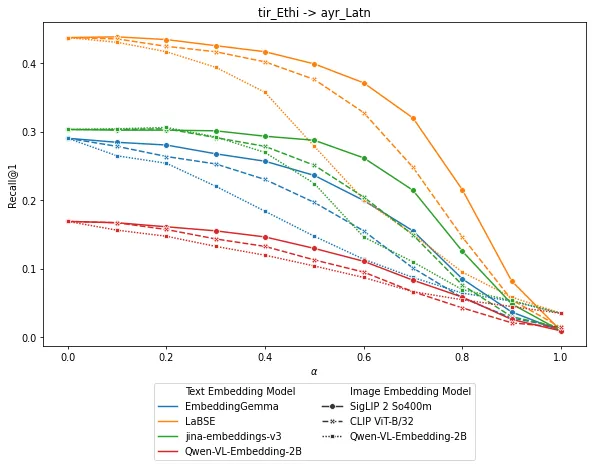 tir_Ethi -> ayr_Latn
Recall@1
0.4
0.3
0.2
0.1
0.0
0.0 0.2 0.4 0.6 0.8 1.0
α
Text Embedding Model Image Embedding Model
EmbeddingGemma SigLIP 2 So400m
LaBSE CLIP ViT-B/32
jina-embeddings-v3 Qwen-VL-Embedding-2B
Qwen-VL-Embedding-2B